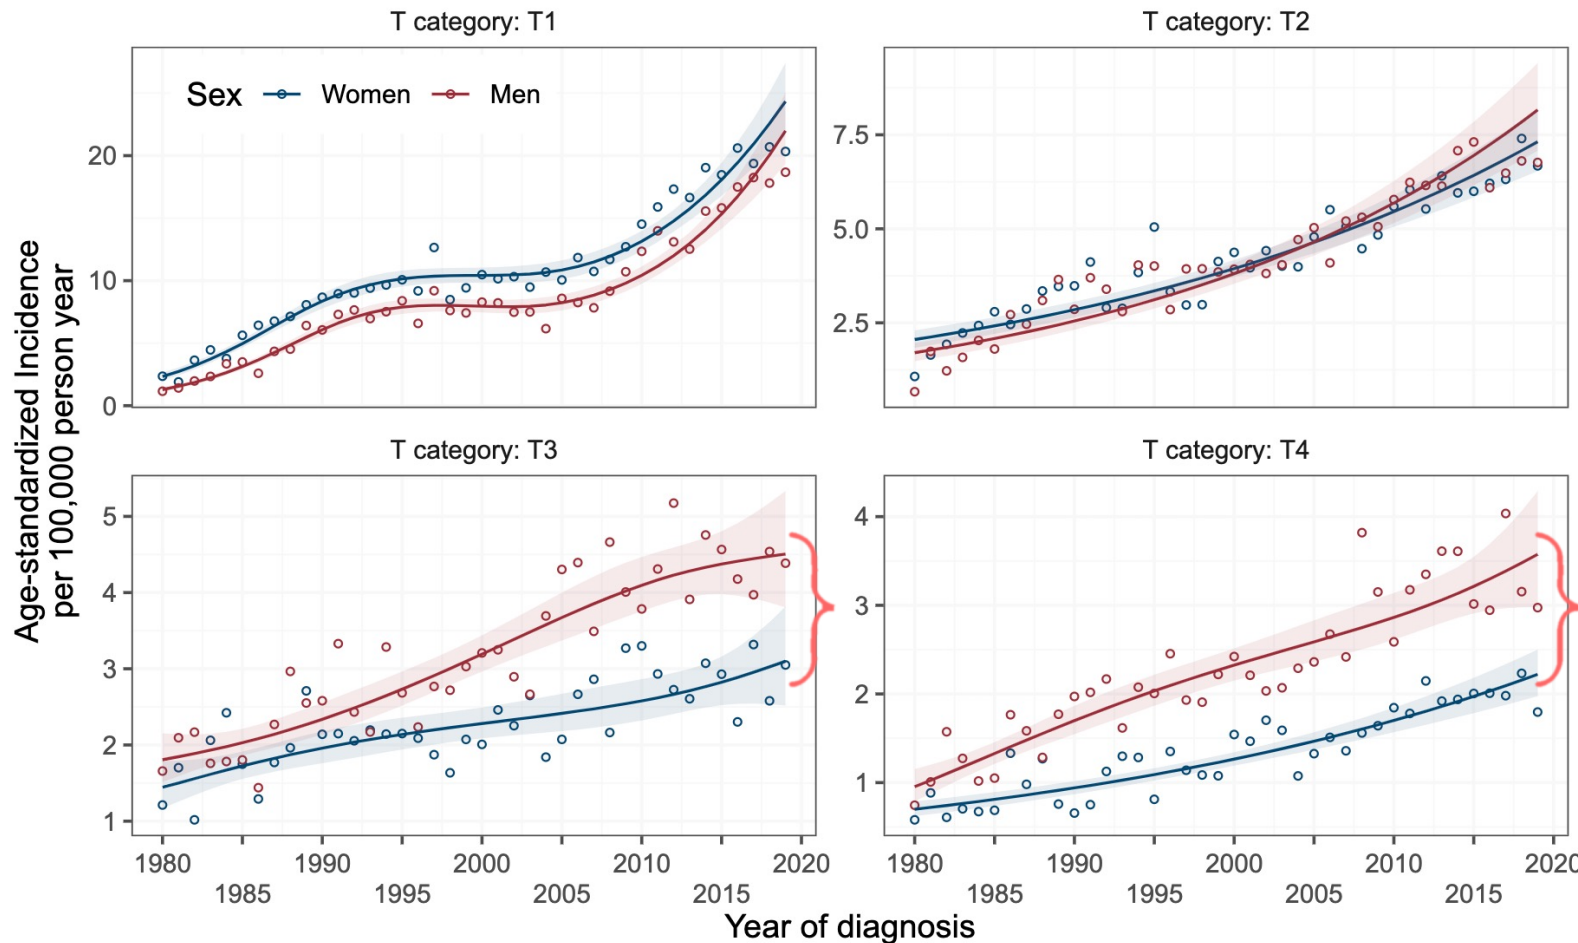 T category: T1
T category: T2
Sex Women Men
20
10
0
7.5
5.0
2.5
T category: T3
T category: T4
5
4
3
2
1
4
3
2
1
1980 1990 2000 2010 2020
1985 1995 2005 2015
1980 1990 2000 2010 2020
1985 1995 2005 2015
Age-standardized Incidence
per 100,000 person year
Year of diagnosis